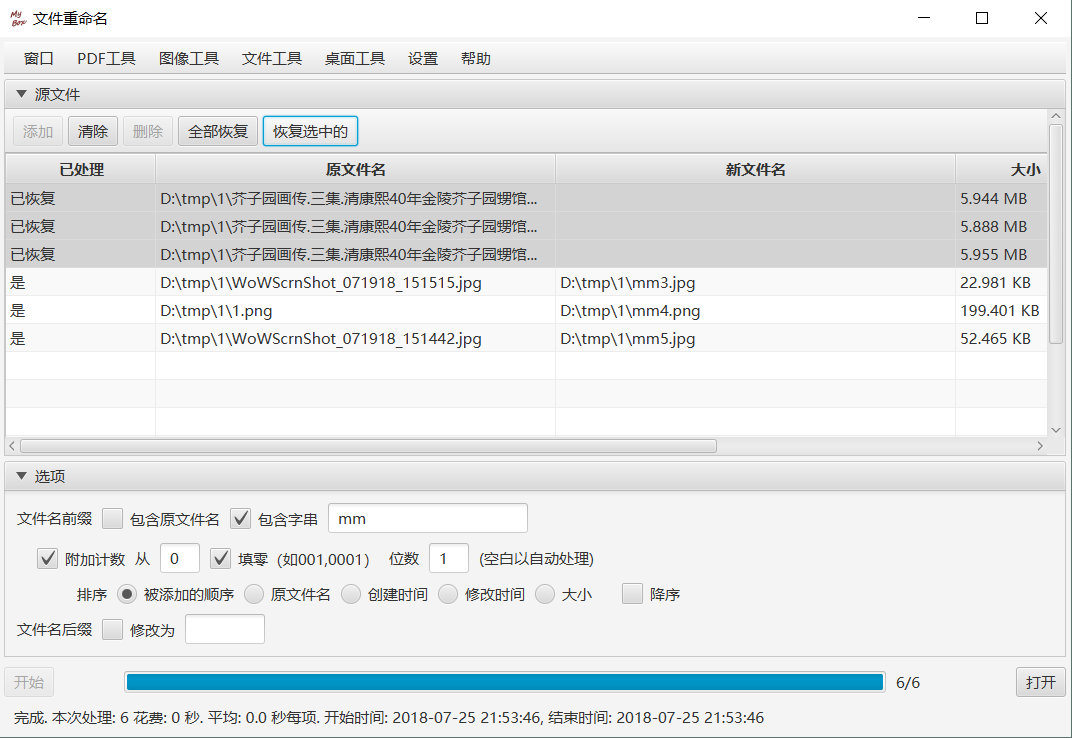 My Box 文件重命名
窗口 PDF工具 图像工具 文件工具 桌面工具 设置 帮助
源文件
添加 清除 删除 全部恢复 恢复选中的
已处理 原文件名 新文件名 大小
已恢复 D:\tmp\1\芥子园画传.三集.清康熙40年金陵芥子园甥馆... 5.944 MB
已恢复 D:\tmp\1\芥子园画传.三集.清康熙40年金陵芥子园甥馆... 5.888 MB
已恢复 D:\tmp\1\芥子园画传.三集.清康熙40年金陵芥子园甥馆... 5.955 MB
是 D:\tmp\1\WoWScrnShot_071918_151515.jpg D:\tmp\1\mm3.jpg 22.981 KB
是 D:\tmp\1\1.png D:\tmp\1\mm4.png 199.401 KB
是 D:\tmp\1\WoWScrnShot_071918_151442.jpg D:\tmp\1\mm5.jpg 52.465 KB
选项
文件名前缀 包含原文件名 包含字串 mm
附加计数 从 0 填零 (如001,0001) 位数 1 (空白以自动处理)
排序 被添加的顺序 原文件名 创建时间 修改时间 大小 降序
文件名后缀 修改为
开始 6/6 打开
完成. 本次处理: 6 花费: 0 秒. 平均: 0.0 秒每项. 开始时间: 2018-07-25 21:53:46, 结束时间: 2018-07-25 21:53:46